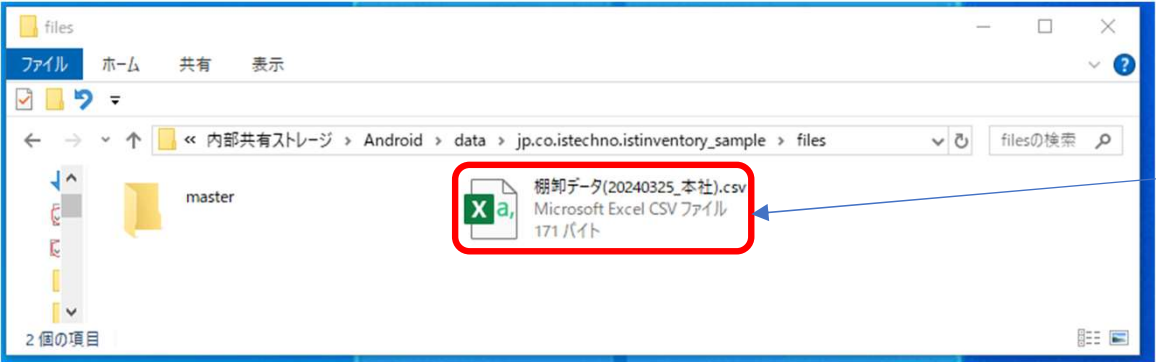 files
ファイル ホーム 共有 表示
« 内部共有ストレージ › Android › data › jp.co.istechno.istinventory_sample › files
filesの検索
master
棚卸データ(20240325_本社).csv
Microsoft Excel CSV ファイル
171 バイト
2 個の項目